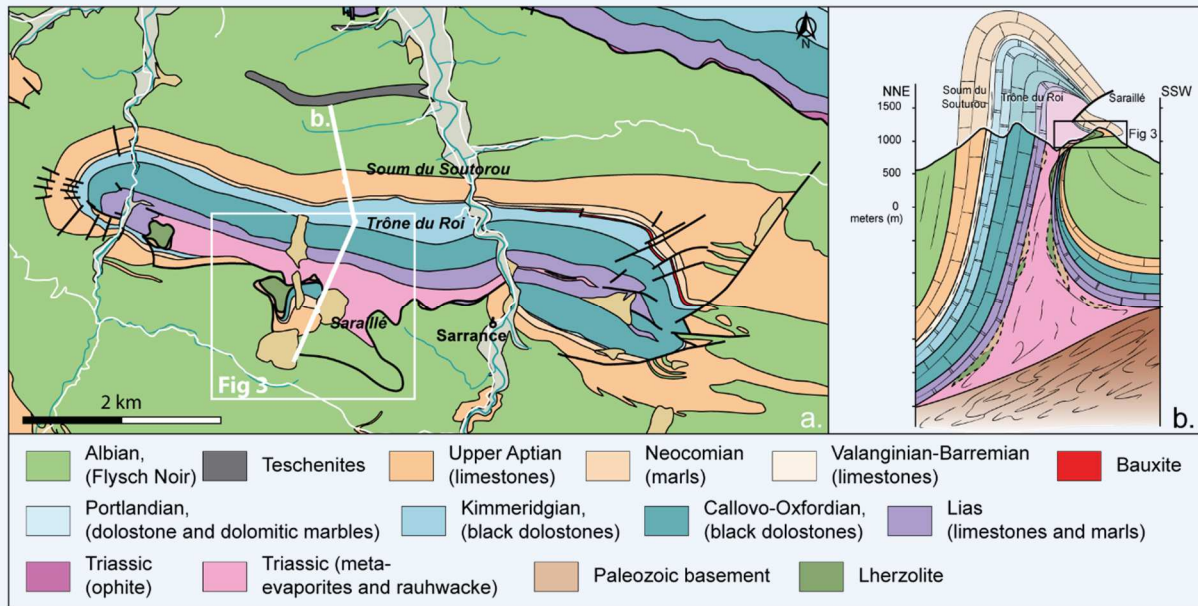 N
b.
Soum du Soutorou
Trône du Roi
Saraillé
Sarrance
Fig 3
2 km
a.
NNE
SSW
Soum du
Souturou
Trône du Roi
Saraillé
1500
1000
500
0
meters (m)
Fig 3
b.
Albian,
(Flysch Noir)
Teschenites
Upper Aptian
(limestones)
Neocomian
(marls)
Valanginian-Barremian
(limestones)
Bauxite
Portlandian,
(dolostone and dolomitic marbles)
Kimmeridgian,
(black dolostones)
Callovo-Oxfordian,
(black dolostones)
Lias
(limestones and marls)
Triassic
(ophite)
Triassic (meta-
evaporites and rauhwacke)
Paleozoic basement
Lherzolite